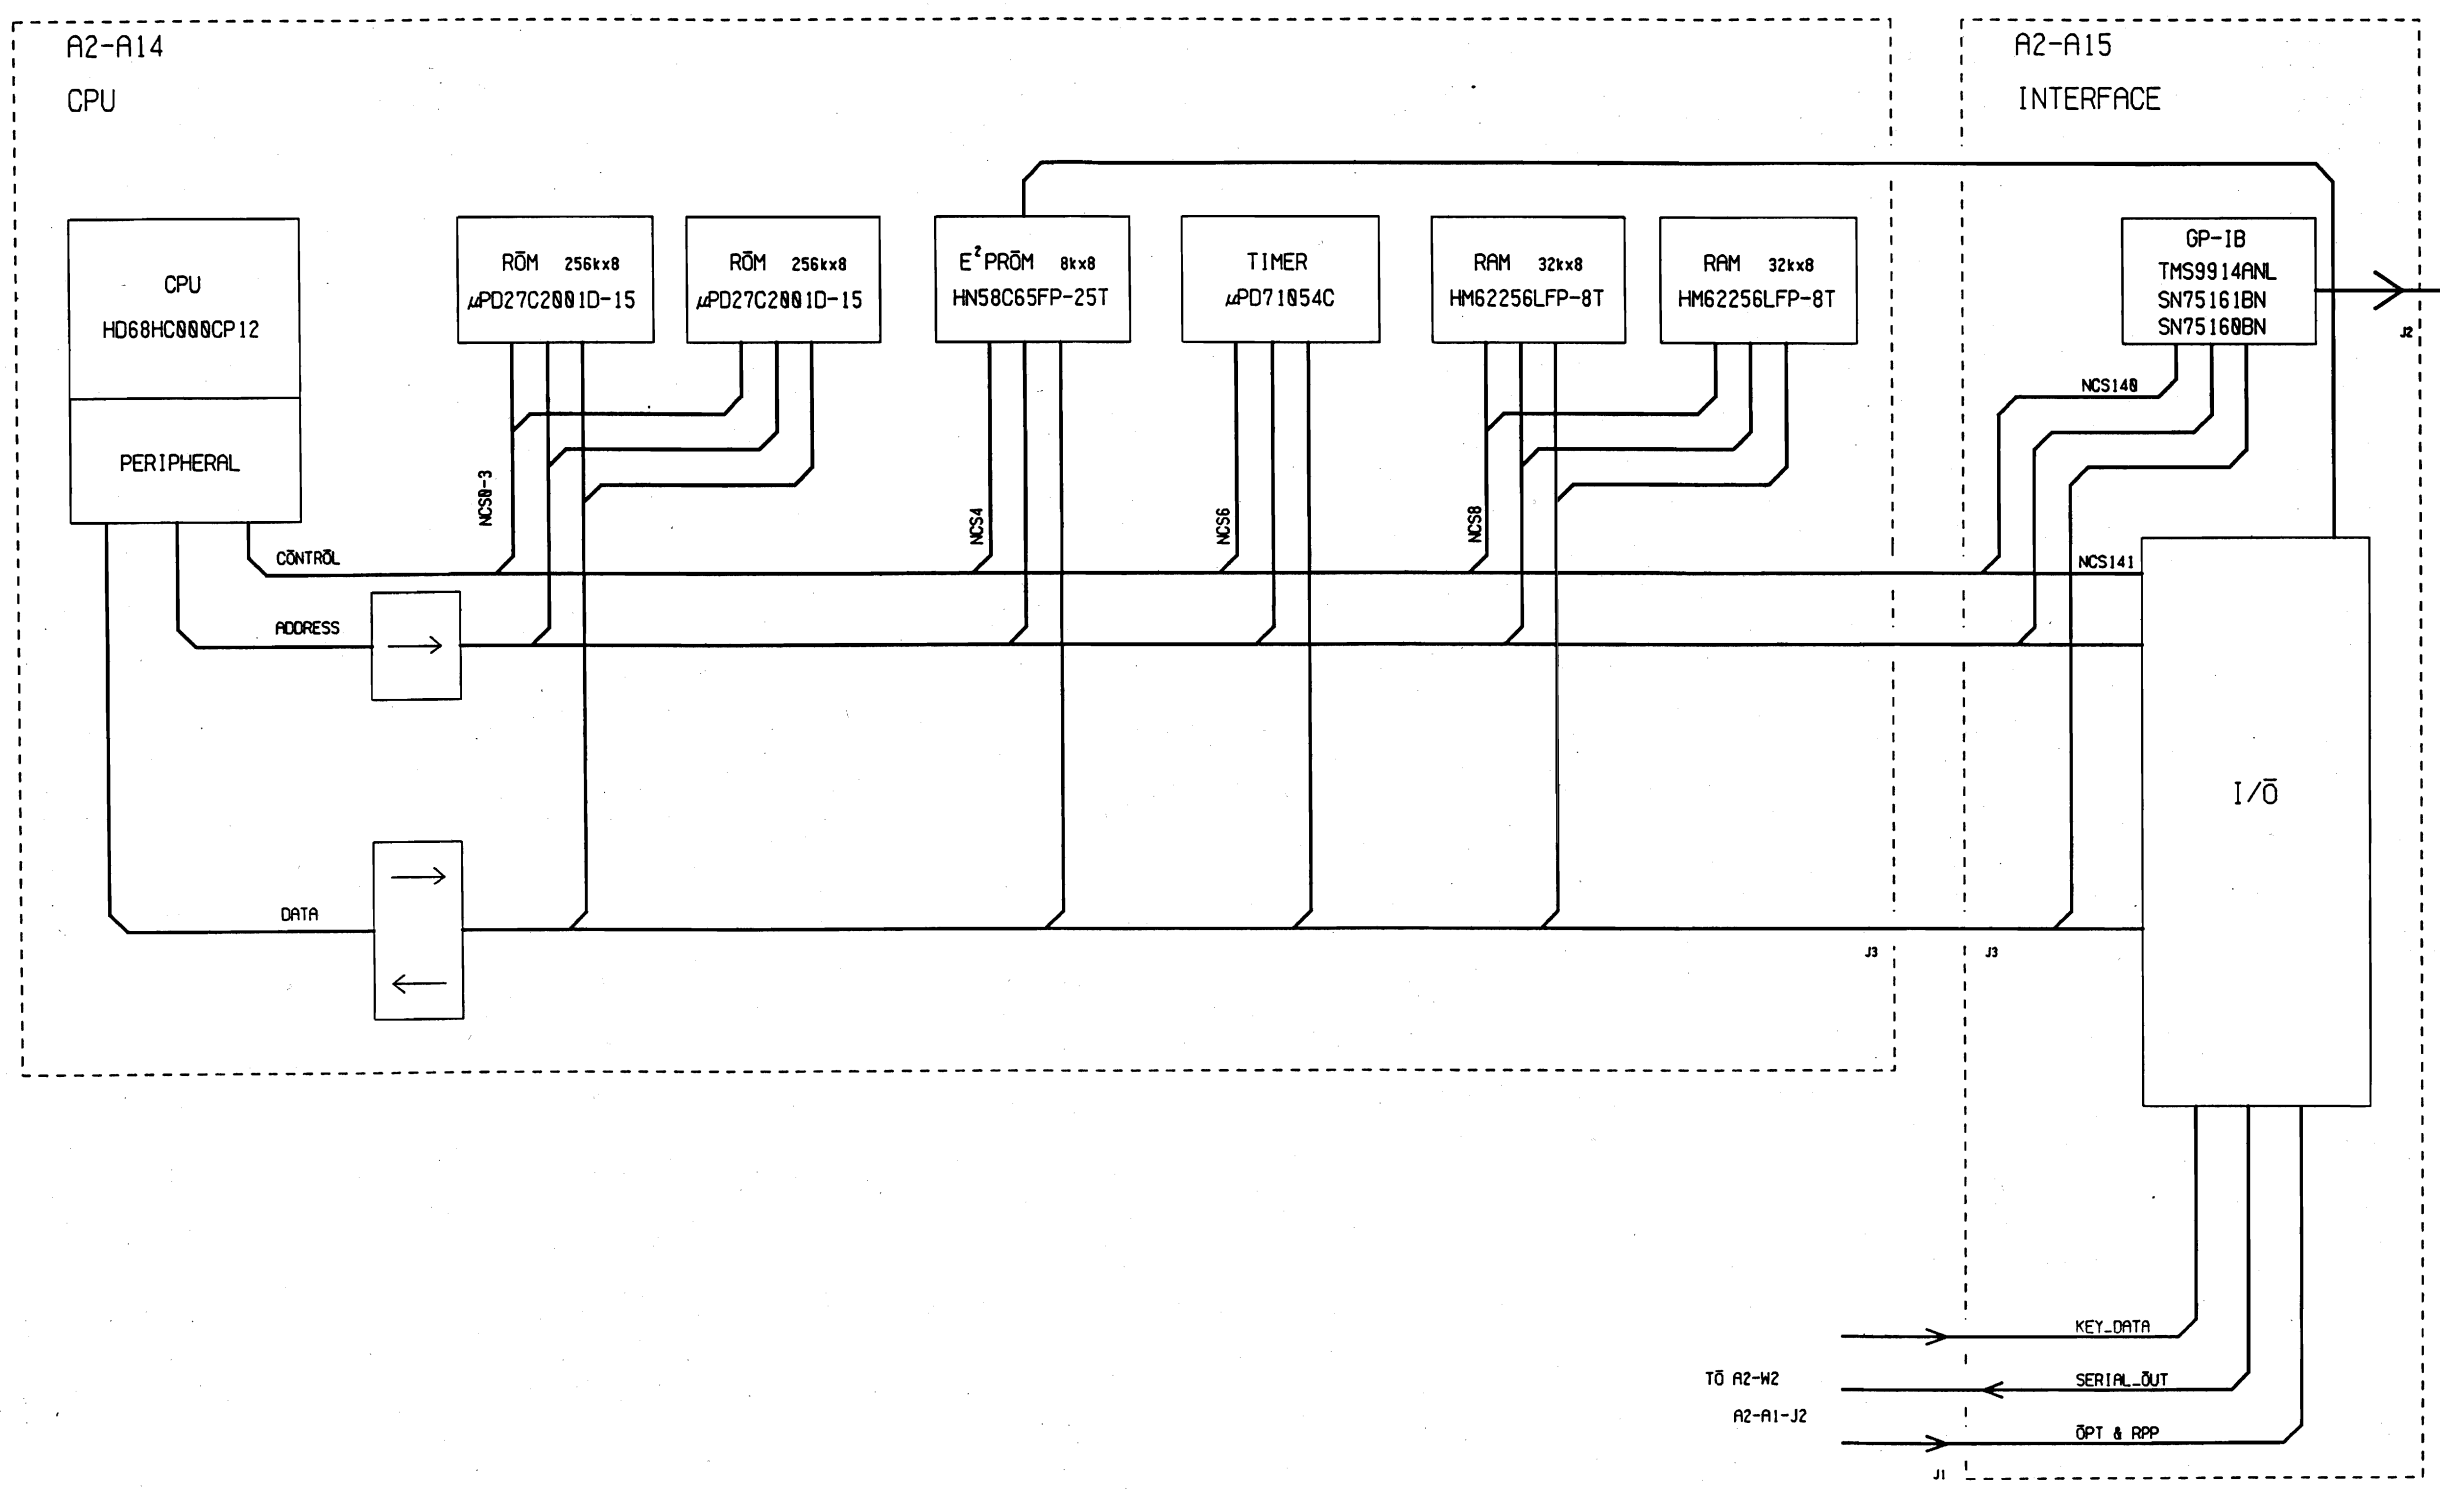 A2-A14
CPU
A2-A15
INTERFACE
CPU
HD68HC000CP12
PERIPHERAL
RŌM 256kx8
µPD27C2001D-15
RŌM 256kx8
µPD27C2001D-15
E²PRŌM 8kx8
HN58C65FP-25T
TIMER
µPD71054C
RAM 32kx8
HM62256LFP-8T
RAM 32kx8
HM62256LFP-8T
GP-IB
TMS9914ANL
SN75161BN
SN75160BN
J2
NCS140
NCS0-3
NCS4
NCS6
NCS8
CŌNTRŌL
NCS141
ADDRESS
I/Ō
DATA
J3
J3
KEY_DATA
TŌ A2-W2
SERIAL_ŌUT
A2-A1-J2
ŌPT & RPP
J1